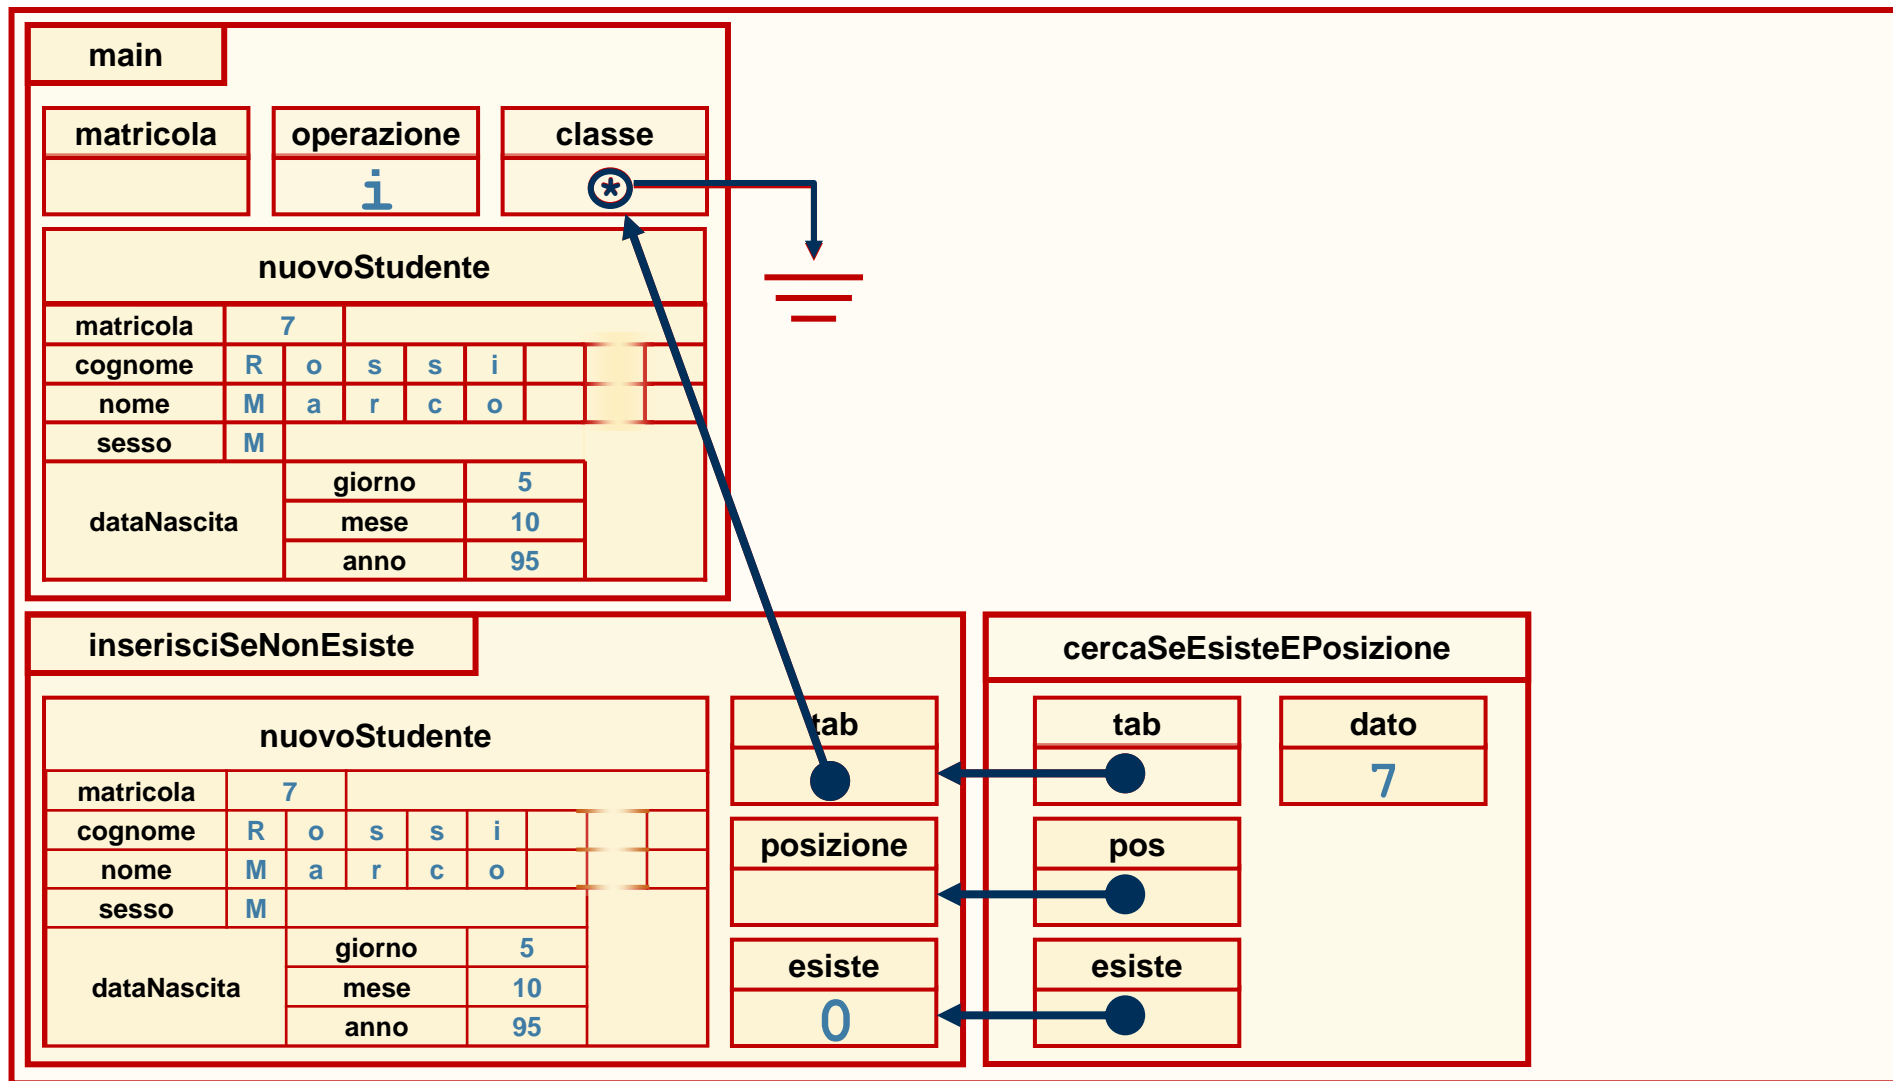 main
matricola operazione classe
i *
nuovoStudente
matricola 7
cognome R o s s i
nome M a r c o
sesso M
giorno 5
dataNascita mese 10
anno 95
inserisciSeNonEsiste
nuovoStudente
matricola 7
cognome R o s s i
nome M a r c o
sesso M
giorno 5
dataNascita mese 10
anno 95
tab
posizione
esiste
0
cercaSeEsisteEPosizione
tab dato
7
pos
esiste